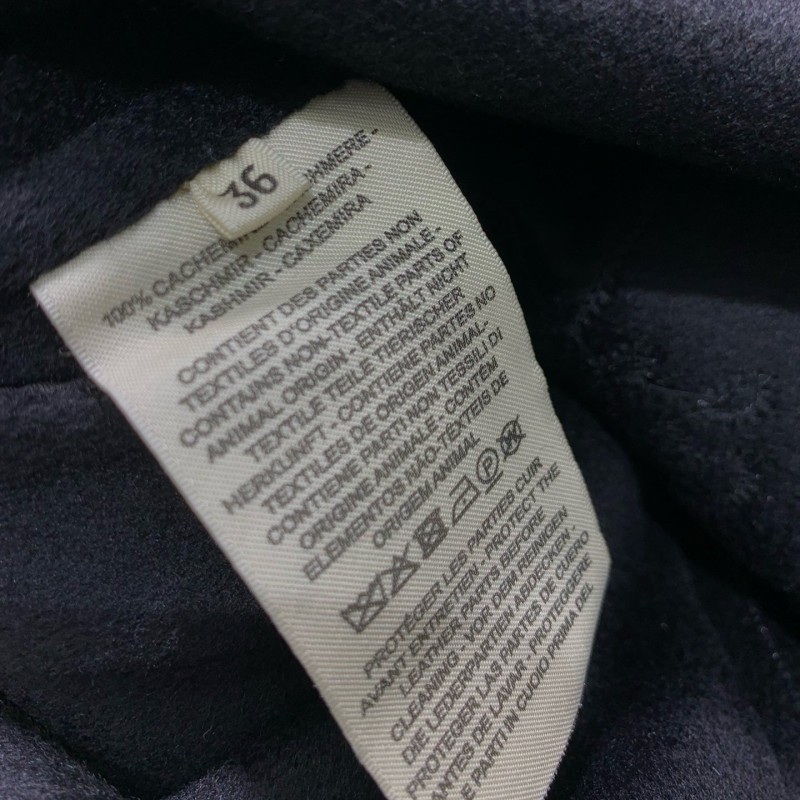 36
100% CACHEMIRE HMERE -
KASCHMIR - CACHEMIRA -
KASHMIR - CAXEMIRA
CONTIENT DES PARTIES NON
TEXTILES D'ORIGINE ANIMALE -
CONTAINS NON-TEXTILE PARTS OF
ANIMAL ORIGIN - ENTHÄLT NICHT
TEXTILE TEILE TIERISCHER
HERKUNFT - CONTIENE PARTES NO
TEXTILES DE ORIGEN ANIMAL-
CONTIENE PARTI NON TESSILI DI
ORIGINE ANIMALE - CONTÉM
ELEMENTOS NÃO-TEXTEIS DE
ORIGEM ANIMAL
P
PROTÉGER LES PARTIES CUIR
AVANT ENTRETIEN - PROTECT THE
LEATHER PARTS BEFORE
CLEANING - VOR DEM REINIGEN
DIE LEDERPARTIEN ABDECKEN -
PROTEGER LAS PARTES DE CUERO
ANTES DE LAVAR - PROTEGGERE
E PARTI IN CUOIO PRIMA DEL